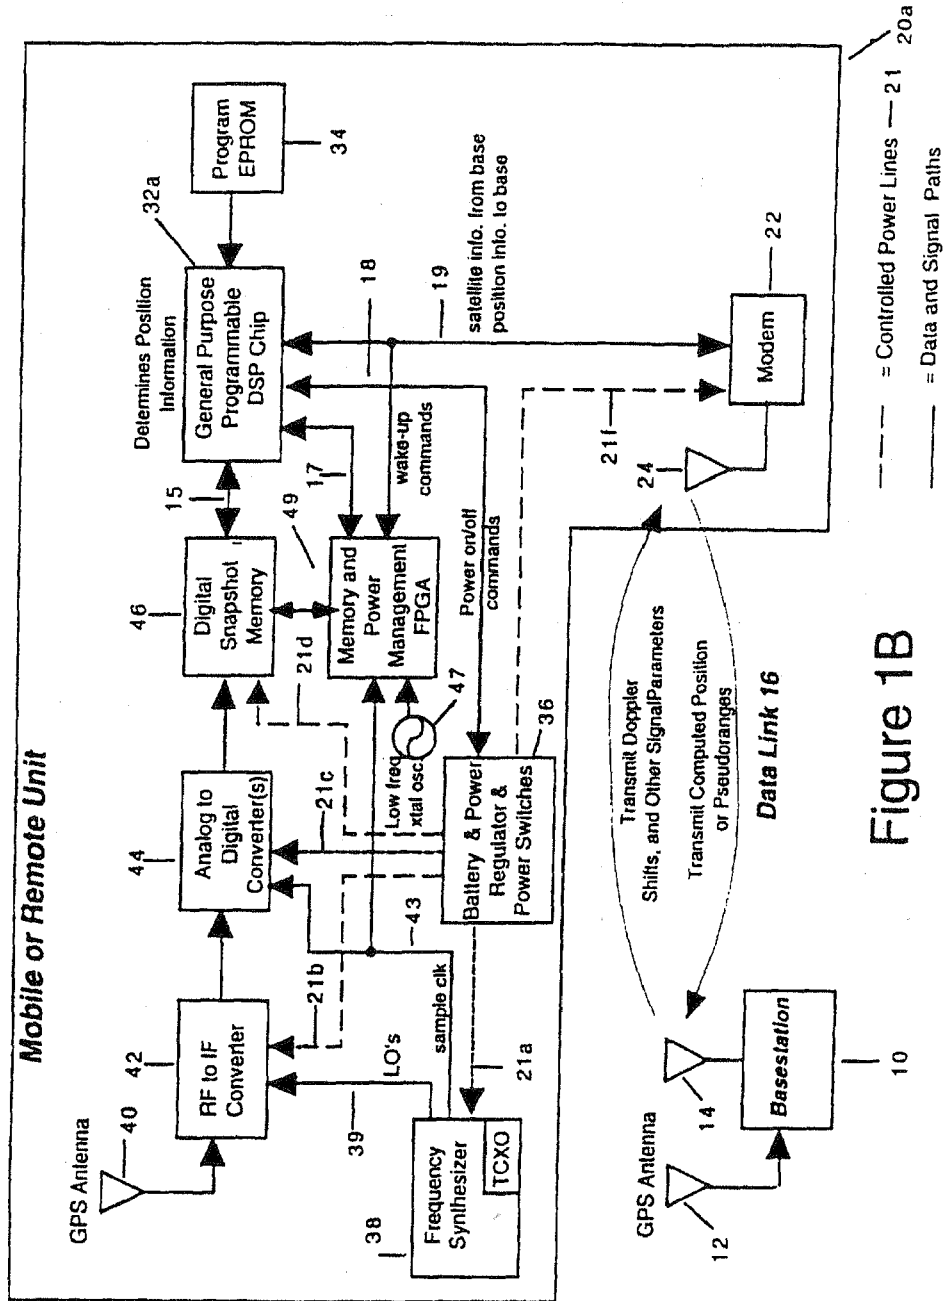 Mobile or Remote Unit
GPS Antenna
40
42
RF to IF
Converter
44
Analog to
Digital
Converter(s)
46
Digital
Snapshot
Memory
15
Determines Position
Information
32a
General Purpose
Programmable
DSP Chip
Program
EPROM
34
39
LO's
21b
43
sample clk
21c
21d
49
Memory and
Power
Management
FPGA
17
wake-up
commands
18
19
satellite info. from base
position info. to base
Low freq
xtal osc.
47
38
Frequency
Synthesizer
TCXO
21a
Battery & Power
Regulator &
Power Switches
36
Power on/off
commands
21f
24
Modem
22
20a
GPS Antenna
12
14
Basestation
10
Transmit Doppler
Shifts, and Other SignalParameters
Transmit Computed Position
or Pseudoranges
Data Link 16
= Controlled Power Lines
21
= Data and Signal Paths
Figure 1B